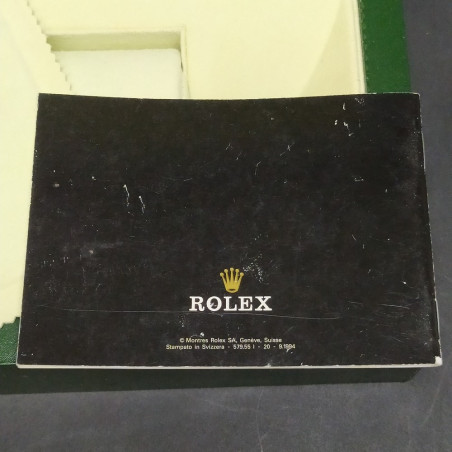 ROLEX
© Montres Rolex SA, Genève, Suisse
Stampato in Svizzera - 579.55 I - 20 - 9.1994